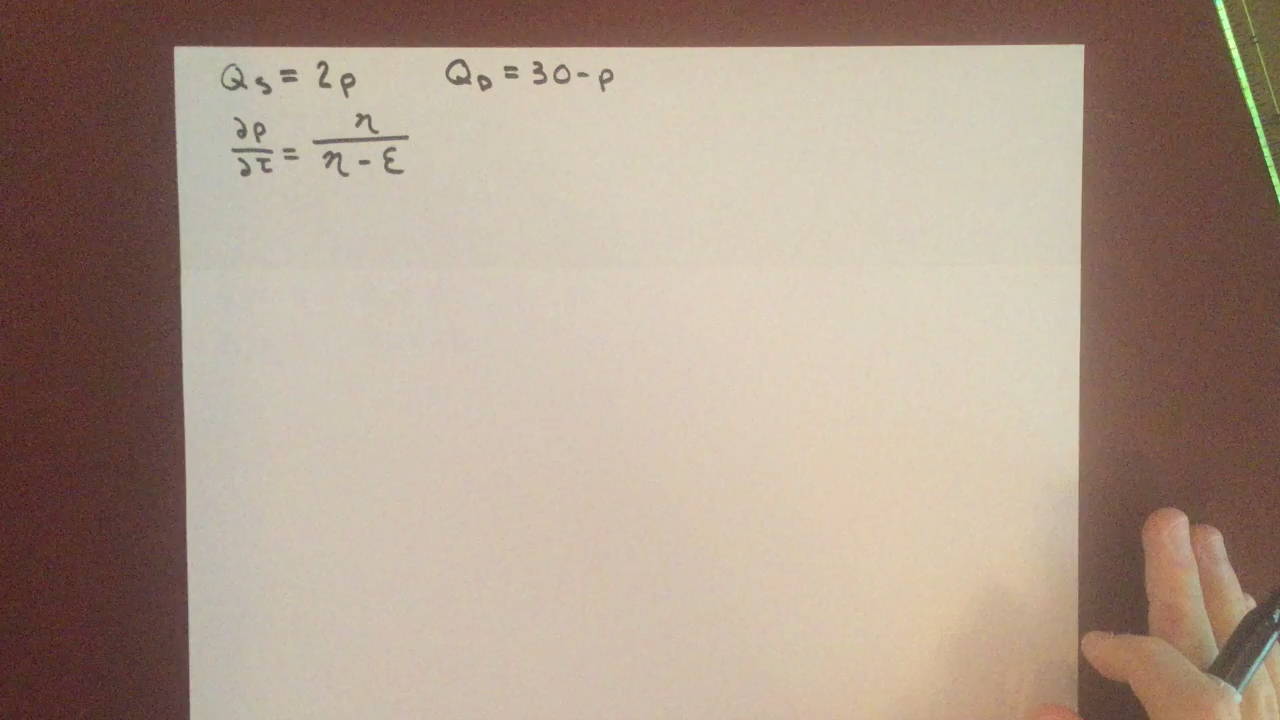 Qs = 2p    QD = 30-p
∂p/∂τ = η/(η - ε)